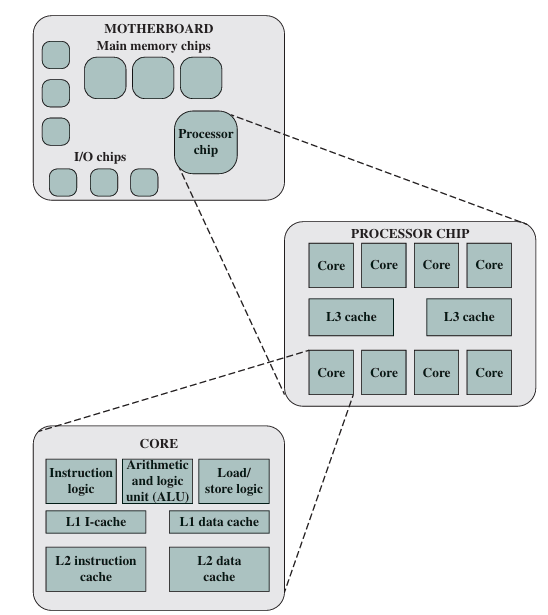 MOTHERBOARD
Main memory chips
Processor
chip
I/O chips
PROCESSOR CHIP
Core Core Core Core
L3 cache L3 cache
Core Core Core Core
CORE
Instruction
logic
Arithmetic
and logic
unit (ALU)
Load/
store logic
L1 I-cache L1 data cache
L2 instruction
cache
L2 data
cache